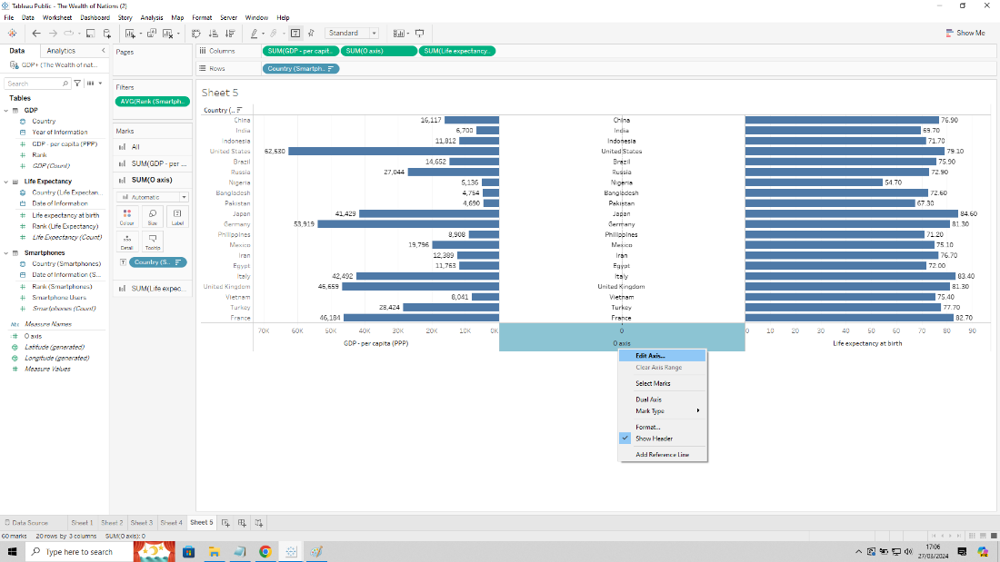 Tableau Public - The Wealth of Nations (2)
File Data Worksheet Dashboard Story Analysis Map Format Server Window Help
Standard
Show Me
Data Analytics
GDP+ (The Wealth of nat...
Search
Tables
GDP
Country
Year of Information
GDP - per capita (PPP)
Rank
GDP (Count)
Life Expectancy
Country (Life Expectan...
Date of Information
Life expectancy at birth
Rank (Life Expectancy)
Life Expectancy (Count)
Smartphones
Country (Smartphones)
Date of Information (S...
Rank (Smartphones)
Smartphone Users
Smartphones (Count)
Abc Measure Names
O axis
Latitude (generated)
Longitude (generated)
Measure Values
Pages
Filters
AVG(Rank (Smartph..
Marks
All
SUM(GDP - per ...
SUM(O axis)
Automatic
Colour Size Label
Detail Tooltip
Country (S..
SUM(Life expec...
Columns SUM(GDP - per capit.. SUM(O axis) SUM(Life expectancy..
Rows Country (Smartph..
Sheet 5
Country (..
China 16,117 China 76.90
India 6,700 India 69.70
Indonesia 11,812 Indonesia 71.70
United States 62,530 United States 79.10
Brazil 14,652 Brazil 75.90
Russia 27,044 Russia 72.90
Nigeria 5,136 Nigeria 54.70
Bangladesh 4,754 Bangladesh 72.60
Pakistan 4,690 Pakistan 67.30
Japan 41,429 Japan 84.60
Germany 53,919 Germany 81.30
Philippines 8,908 Philippines 71.20
Mexico 19,796 Mexico 75.10
Iran 12,389 Iran 76.70
Egypt 11,763 Egypt 72.00
Italy 42,492 Italy 83.40
United Kingdom 46,659 United Kingdom 81.30
Vietnam 8,041 Vietnam 75.40
Turkey 28,424 Turkey 77.70
France 46,184 France 82.70
70K 60K 50K 40K 30K 20K 10K 0K 0 0 10 20 30 40 50 60 70 80 90
GDP - per capita (PPP) O axis Life expectancy at birth
Edit Axis...
Clear Axis Range
Select Marks
Dual Axis
Mark Type
Format...
Show Header
Add Reference Line
Data Source Sheet 1 Sheet 2 Sheet 3 Sheet 4 Sheet 5
60 marks 20 rows by 3 columns SUM(O axis): 0
Type here to search
17:06
27/03/2024